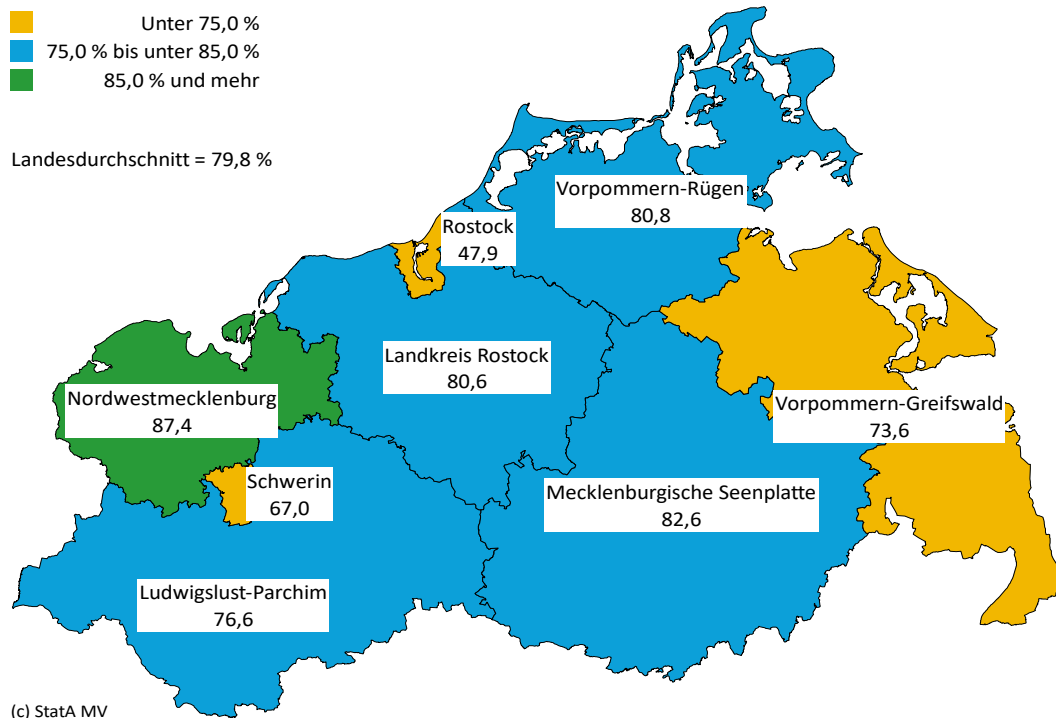 Unter 75,0 %
75,0 % bis unter 85,0 %
85,0 % und mehr
Landesdurchschnitt = 79,8 %
Vorpommern-Rügen
80,8
Rostock
47,9
Landkreis Rostock
80,6
Nordwestmecklenburg
87,4
Vorpommern-Greifswald
73,6
Schwerin
67,0
Mecklenburgische Seenplatte
82,6
Ludwigslust-Parchim
76,6
(c) StatA MV